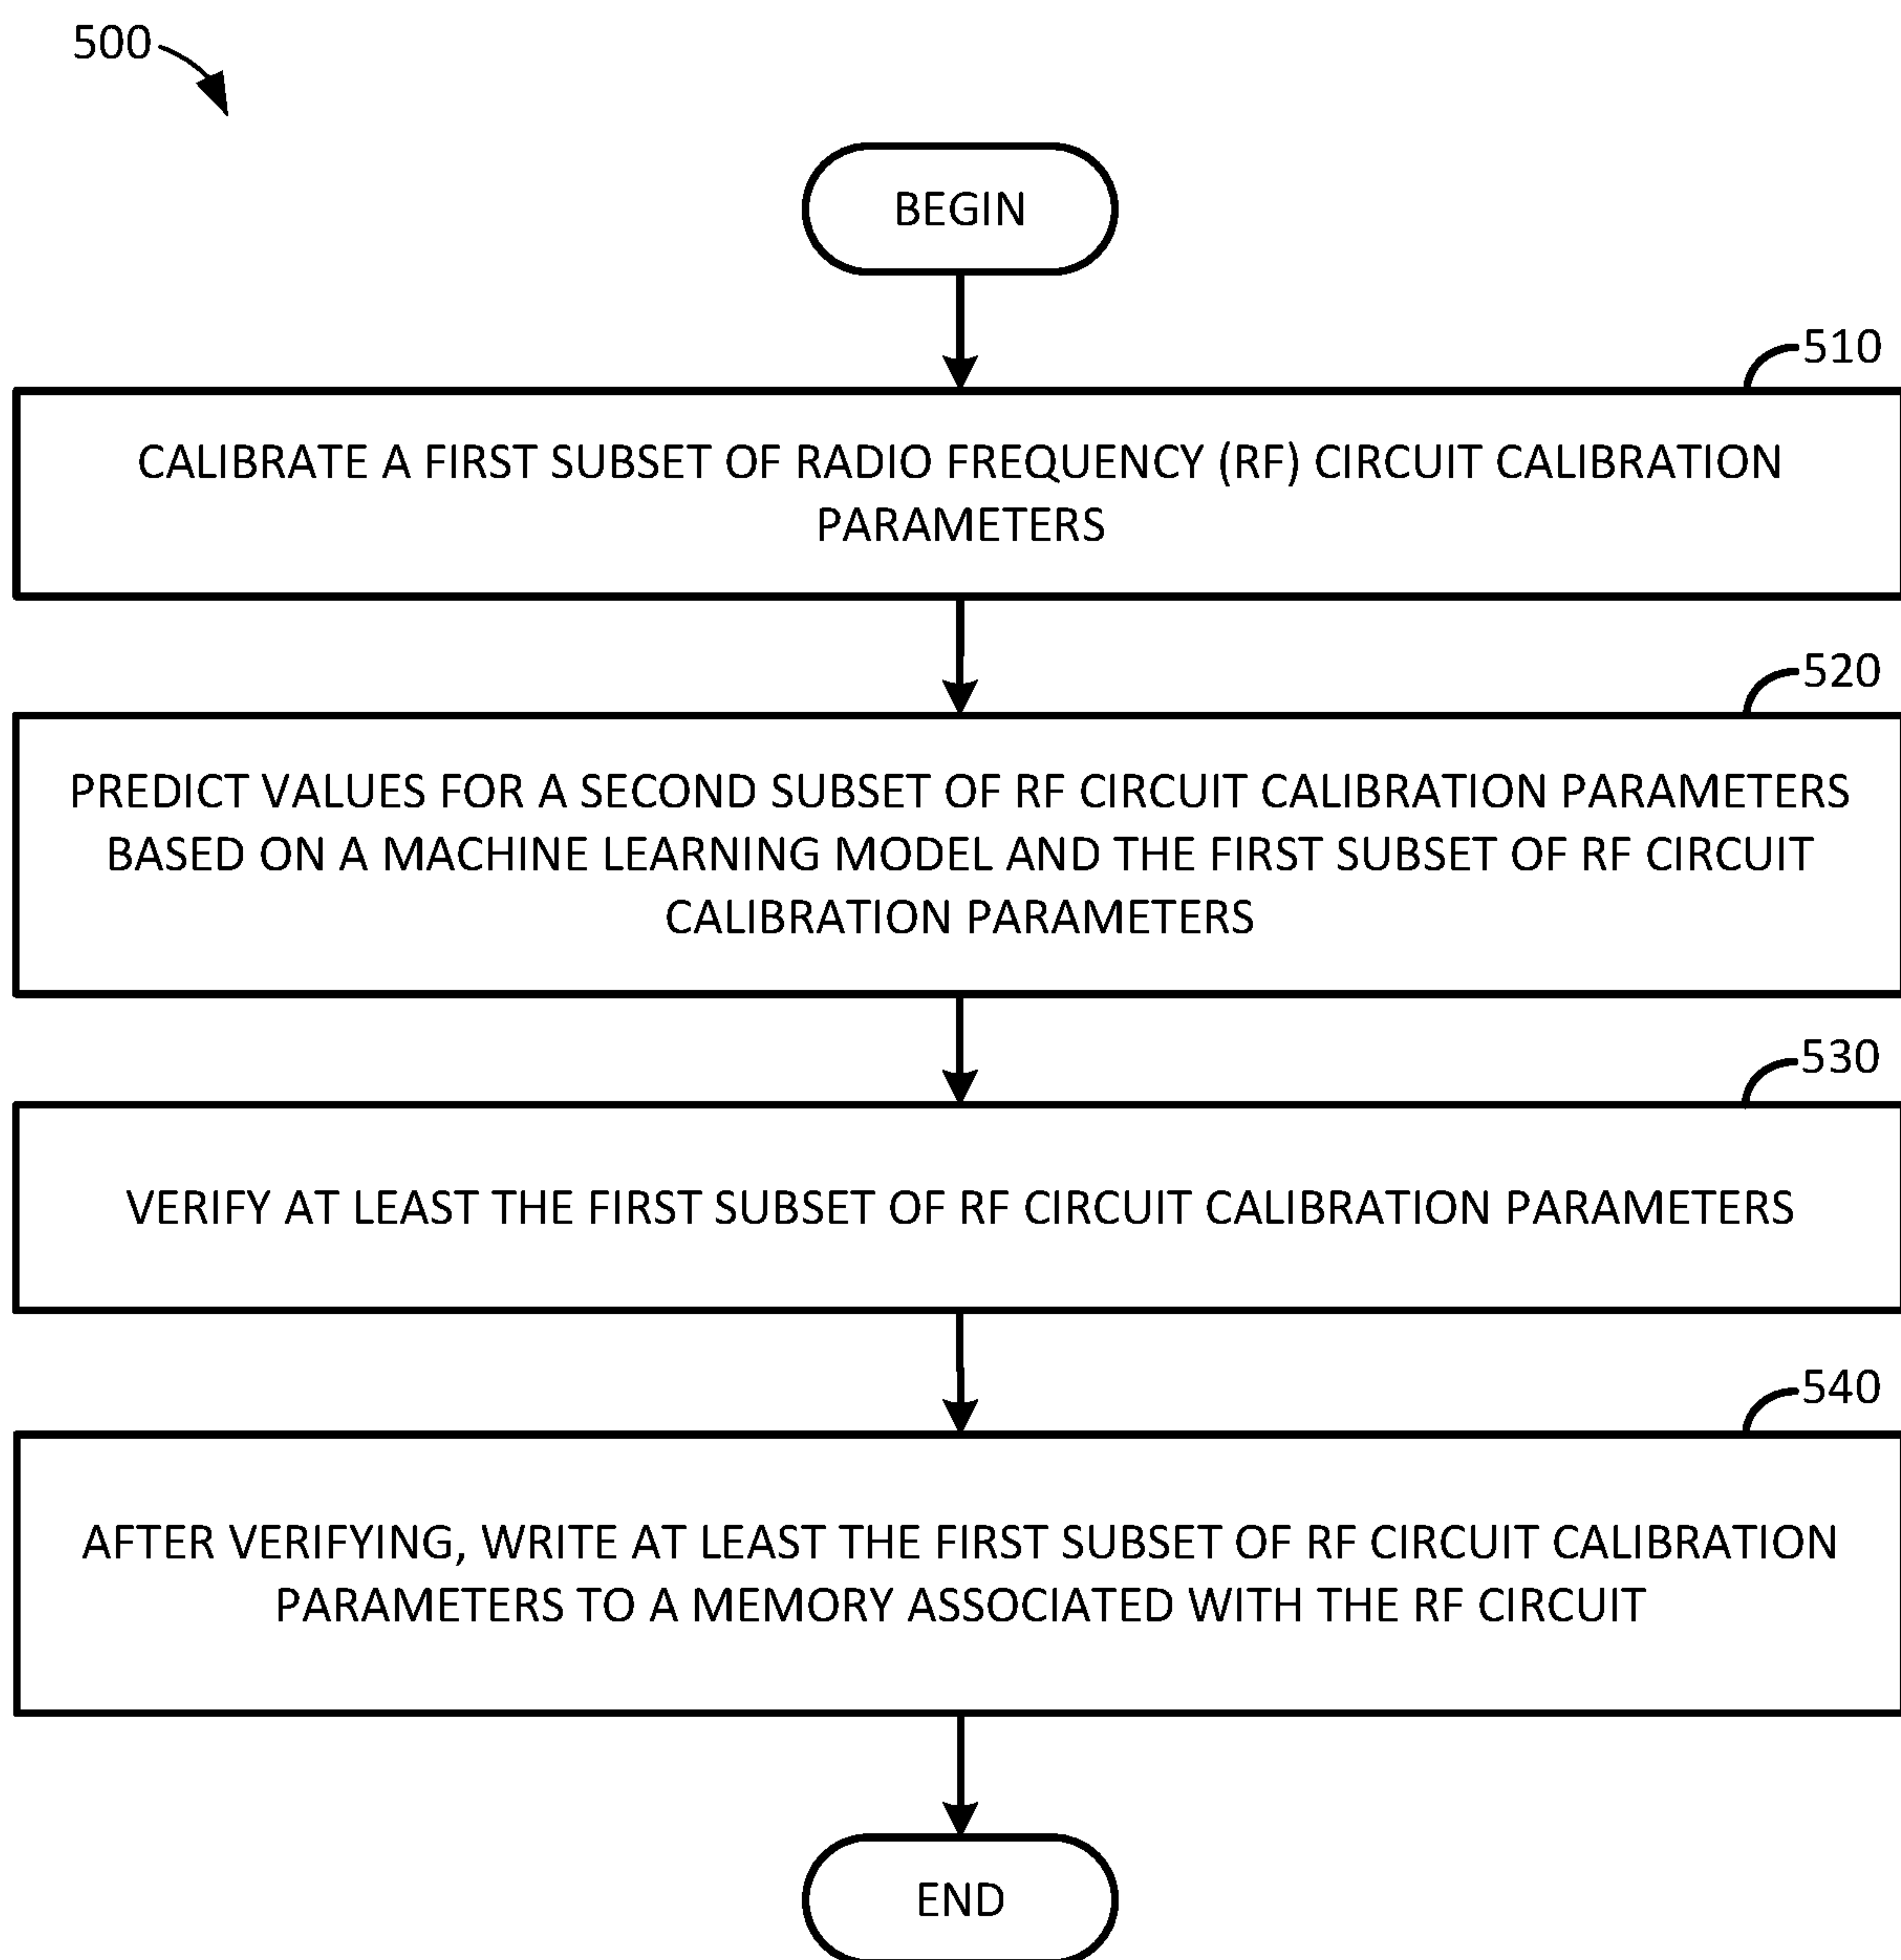 500
BEGIN
510
CALIBRATE A FIRST SUBSET OF RADIO FREQUENCY (RF) CIRCUIT CALIBRATION
PARAMETERS
520
PREDICT VALUES FOR A SECOND SUBSET OF RF CIRCUIT CALIBRATION PARAMETERS
BASED ON A MACHINE LEARNING MODEL AND THE FIRST SUBSET OF RF CIRCUIT
CALIBRATION PARAMETERS
530
VERIFY AT LEAST THE FIRST SUBSET OF RF CIRCUIT CALIBRATION PARAMETERS
540
AFTER VERIFYING, WRITE AT LEAST THE FIRST SUBSET OF RF CIRCUIT CALIBRATION
PARAMETERS TO A MEMORY ASSOCIATED WITH THE RF CIRCUIT
END